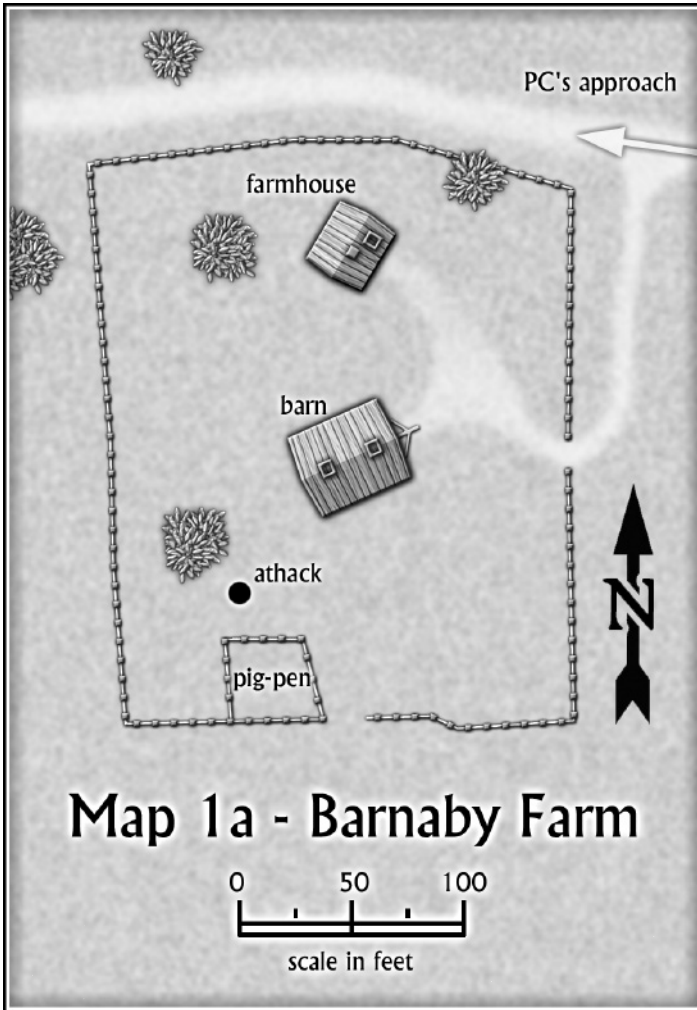 PC's approach
farmhouse
barn
athack
N
pig-pen
Map 1a - Barnaby Farm
0 50 100
scale in feet